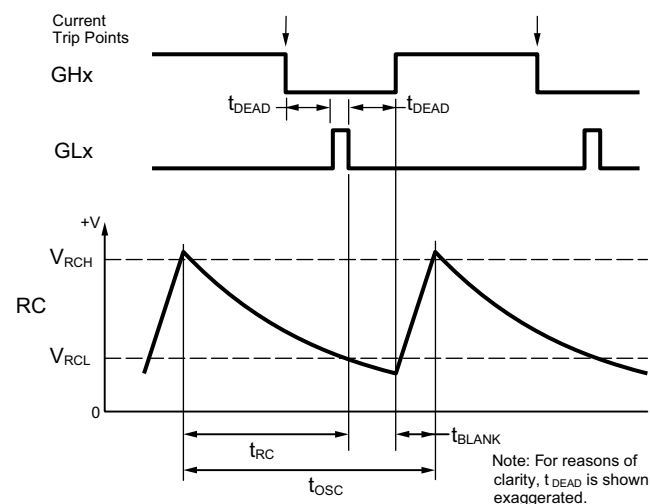 Current
Trip Points
GHx
tDEAD
tDEAD
GLx
+V
VRCH
RC
VRCL
0
tBLANK
tRC
tOSC
Note: For reasons of
clarity, tDEAD is shown
exaggerated.